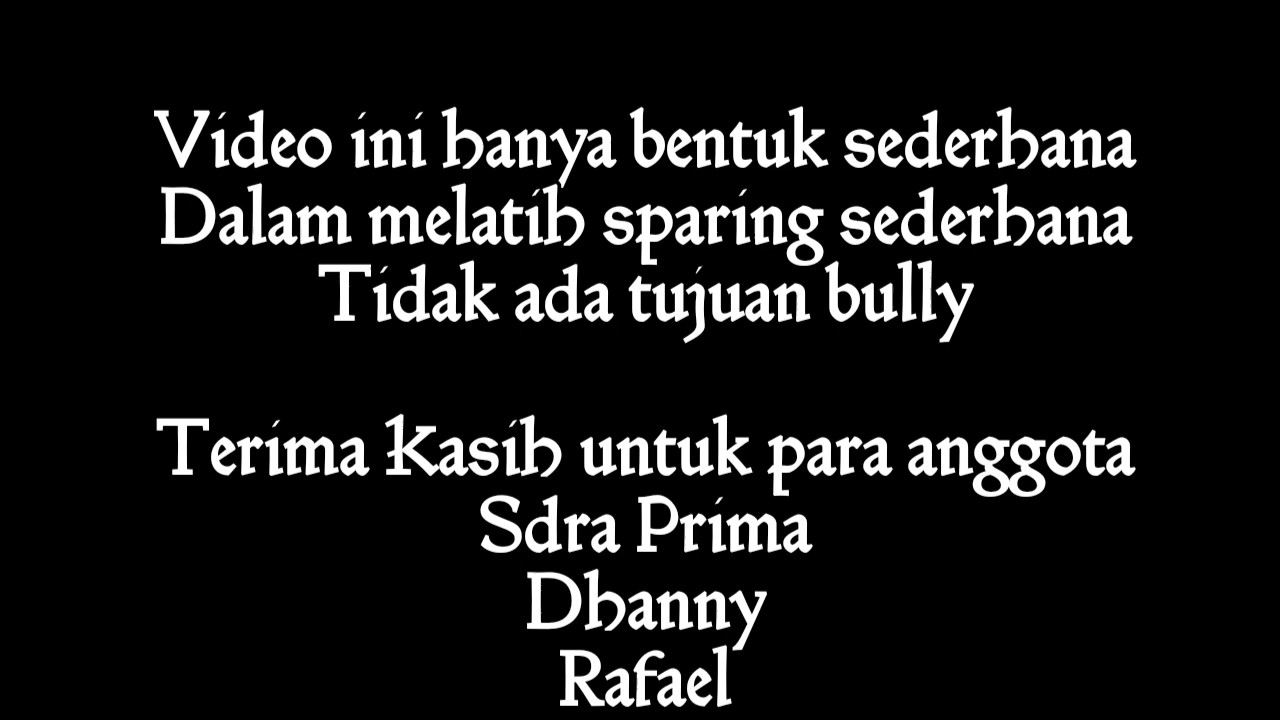 Video ini hanya bentuk sederhana
Dalam melatih sparing sederhana
Tidak ada tujuan bully
Terima Kasih untuk para anggota
Sdra Prima
Dhanny
Rafael